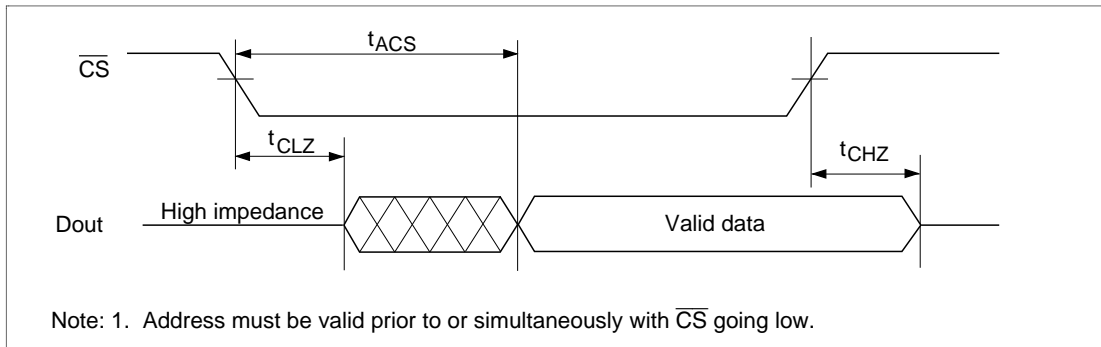 tACS
CS
tCLZ
tCHZ
High impedance
Dout
Valid data
Note: 1. Address must be valid prior to or simultaneously with CS going low.